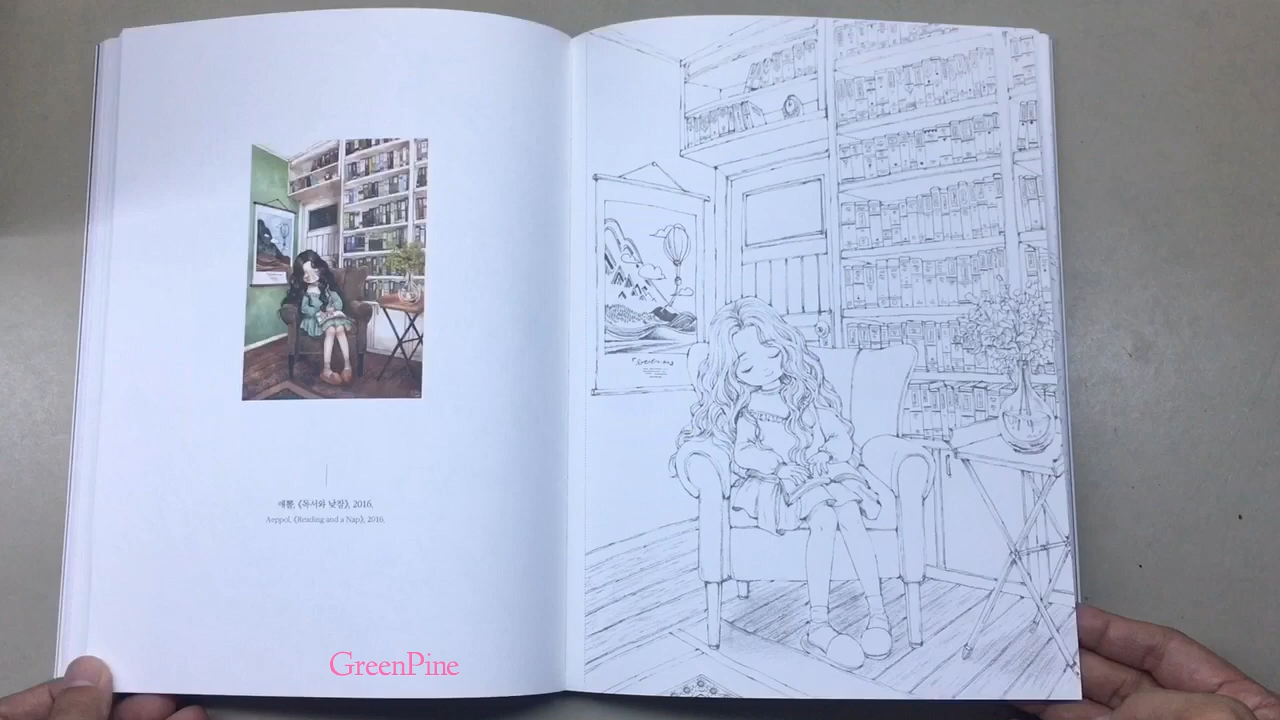 애뽈, 《독서와 낮잠》, 2016.
Aeppol, 《Reading and a Nap》, 2016.
GreenPine